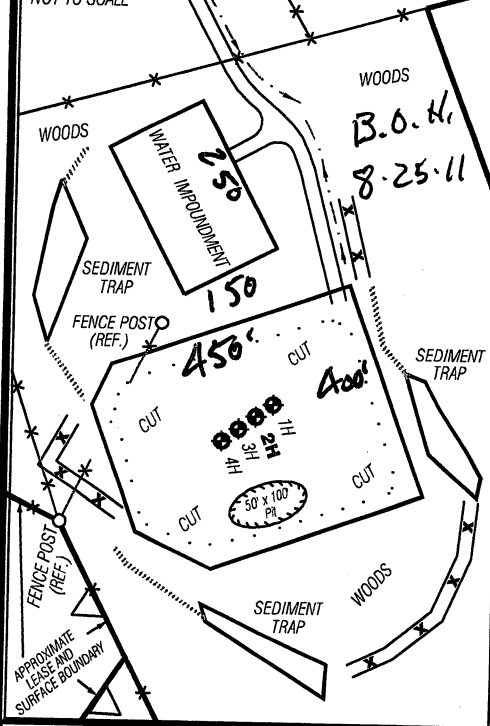 NOT TO SCALE
WOODS
B.O.H.
8-25-11
WOODS
WATER IMPOUNDMENT
250
150
SEDIMENT
TRAP
FENCE POST
(REF.)
450'
CUT
400'
SEDIMENT
TRAP
CUT
1H
2H
3H
4H
CUT
50' x 100'
Pit
CUT
FENCE POST
(REF.)
WOODS
SEDIMENT
TRAP
APPROXIMATE
LEASE AND
SURFACE BOUNDARY